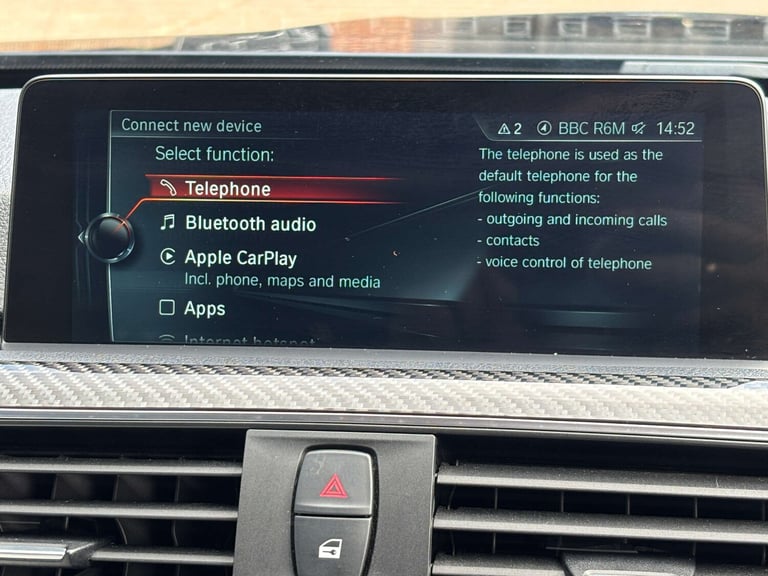 Connect new device
2 BBC R6M 14:52
Select function:
Telephone
Bluetooth audio
Apple CarPlay
Incl. phone, maps and media
Apps
Internet hotspot
The telephone is used as the
default telephone for the
following functions:
- outgoing and incoming calls
- contacts
- voice control of telephone